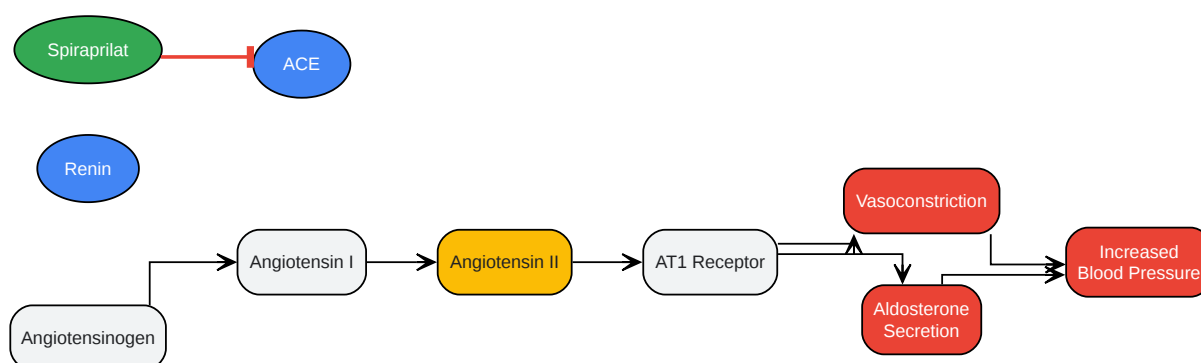 Spiraprilat
ACE
Renin
Vasoconstriction
Angiotensin I
Angiotensin II
AT1 Receptor
Increased
Blood Pressure
Aldosterone
Secretion
Angiotensinogen